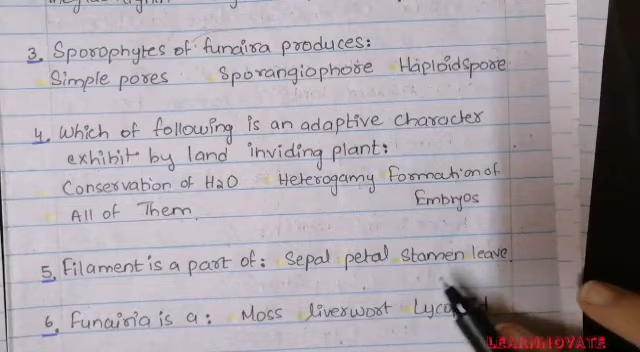 3. Sporophytes of funaira produces:
Simple pores Sporangiophore Haploidspore
4. Which of following is an adaptive character
exhibit by land inviding plant:
Conservation of H2O Heterogamy Formation of
Embryos
All of Them
5. Filament is a part of: Sepal petal Stamen leave
6. Funairia is a: Moss liverwort
LEARNINOVATE